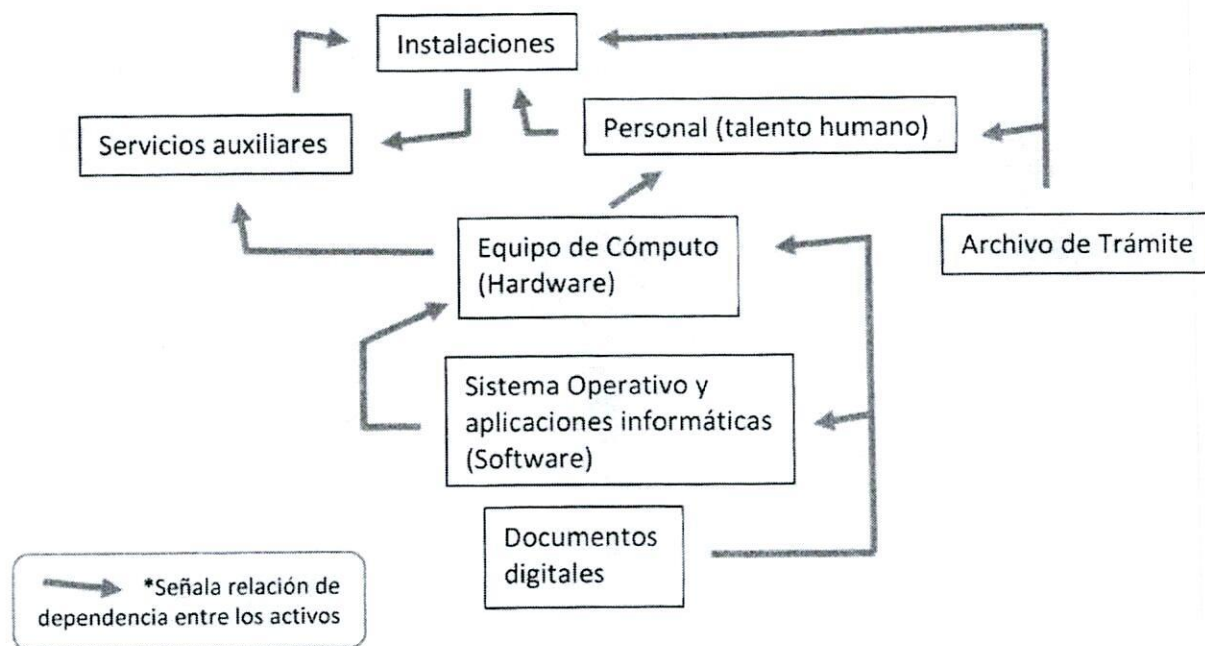 Instalaciones
Servicios auxiliares
Personal (talento humano)
Equipo de Cómputo
(Hardware)
Archivo de Trámite
Sistema Operativo y
aplicaciones informáticas
(Software)
Documentos
digitales
*Señala relación de
dependencia entre los activos